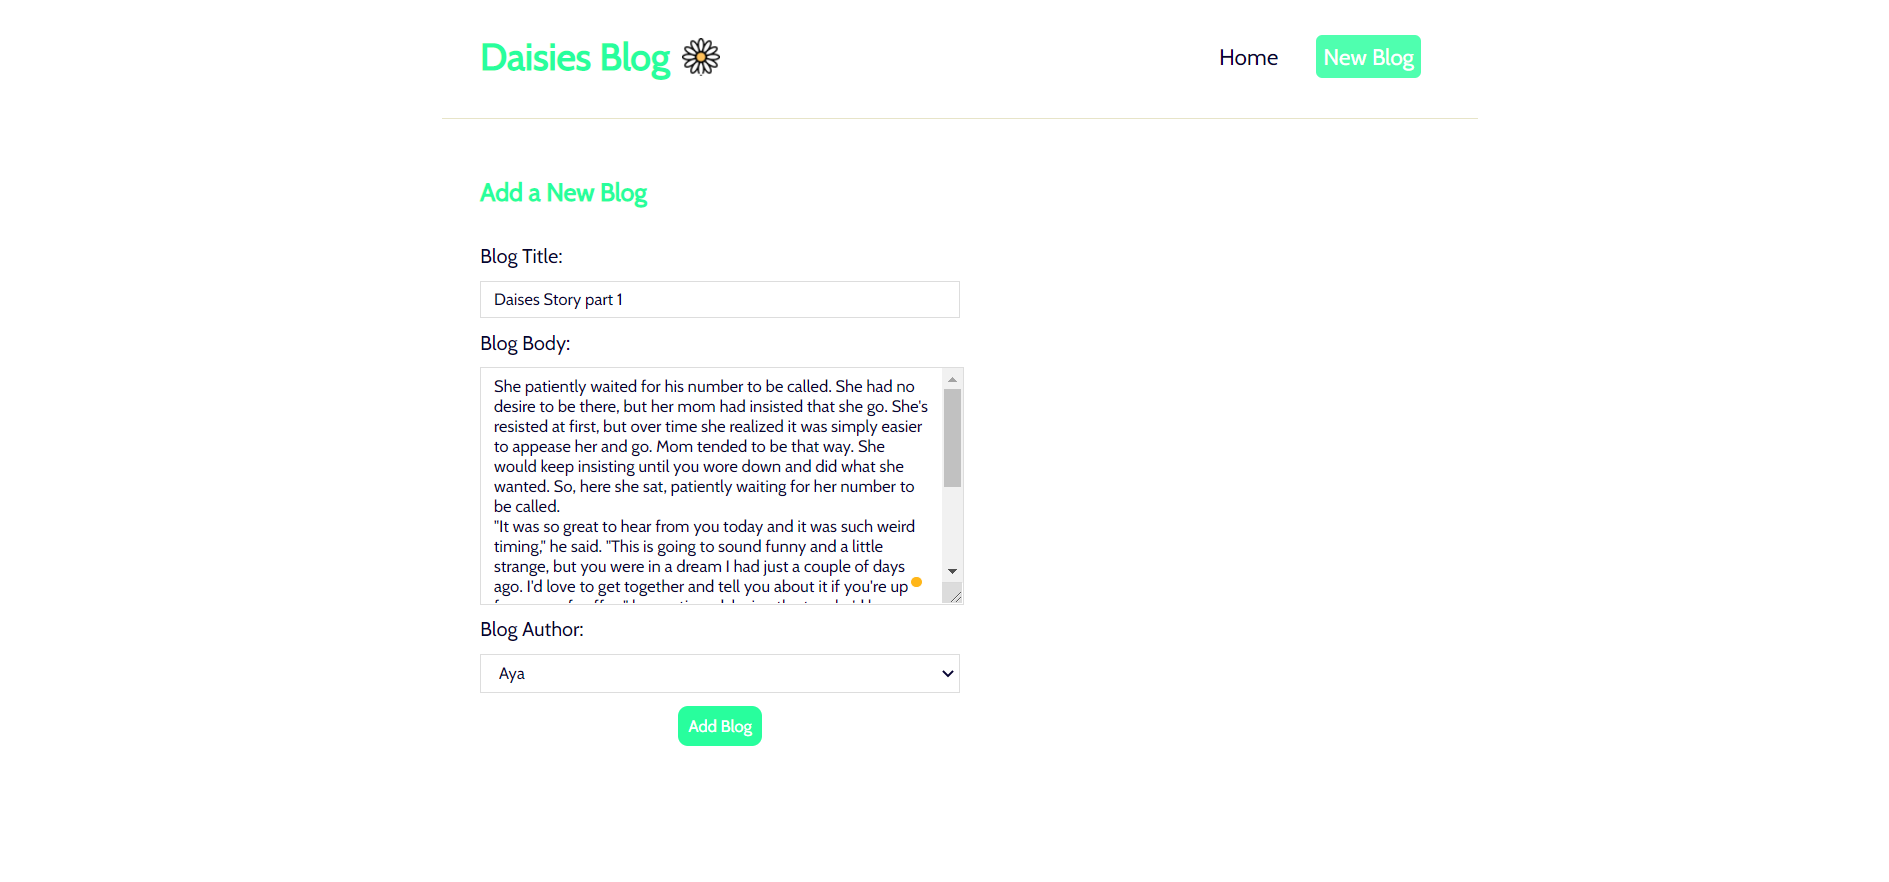 Daisies Blog
Home
New Blog
Add a New Blog
Blog Title:
Daises Story part 1
Blog Body:
She patiently waited for his number to be called. She had no
desire to be there, but her mom had insisted that she go. She's
resisted at first, but over time she realized it was simply easier
to appease her and go. Mom tended to be that way. She
would keep insisting until you wore down and did what she
wanted. So, here she sat, patiently waiting for her number to
be called.
"It was so great to hear from you today and it was such weird
timing," he said. "This is going to sound funny and a little
strange, but you were in a dream I had just a couple of days
ago. I'd love to get together and tell you about it if you're up
Blog Author:
Aya
Add Blog